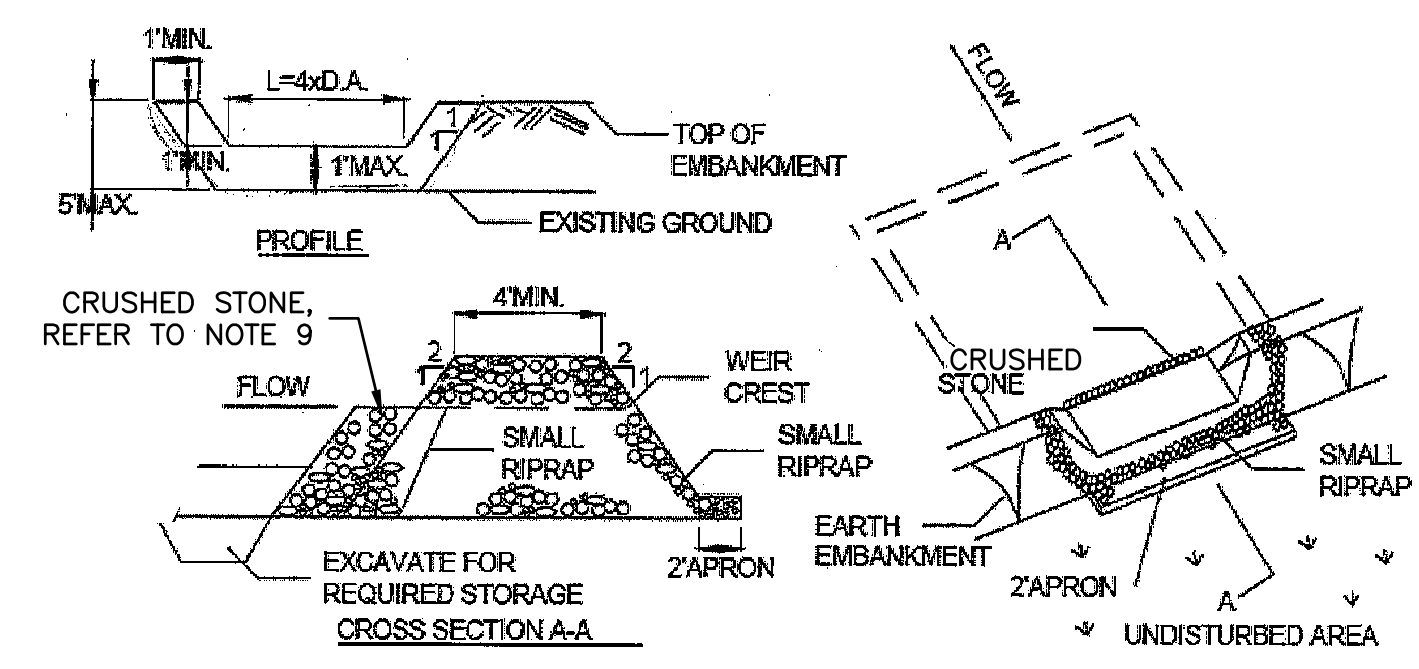 1'MIN.
L=4xD.A.
1
1
TOP OF
EMBANKMENT
1'MIN.
1'MAX.
5'MAX.
EXISTING GROUND
PROFILE
CRUSHED STONE,
REFER TO NOTE 9
4'MIN.
2
1
2
1
WEIR
CREST
FLOW
SMALL
RIPRAP
SMALL
RIPRAP
EXCAVATE FOR
REQUIRED STORAGE
2'APRON
CROSS SECTION A-A
FLOW
A
CRUSHED
STONE
SMALL
RIPRAP
EARTH
EMBANKMENT
2'APRON
A
UNDISTURBED AREA